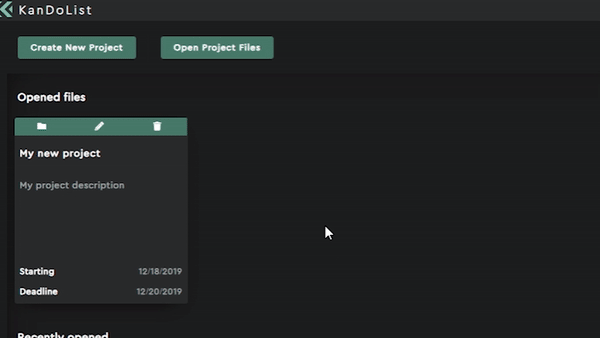 KanDoList
Create New Project
Open Project Files
Opened files
My new project
My project description
Starting 12/18/2019
Deadline 12/20/2019
Recently opened